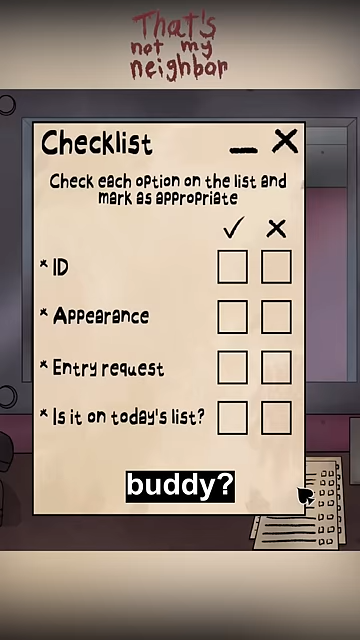 That's
not my
neighbor
Checklist
Check each option on the list and
mark as appropriate
* ID
* Appearance
* Entry request
* Is it on today's list?
buddy?